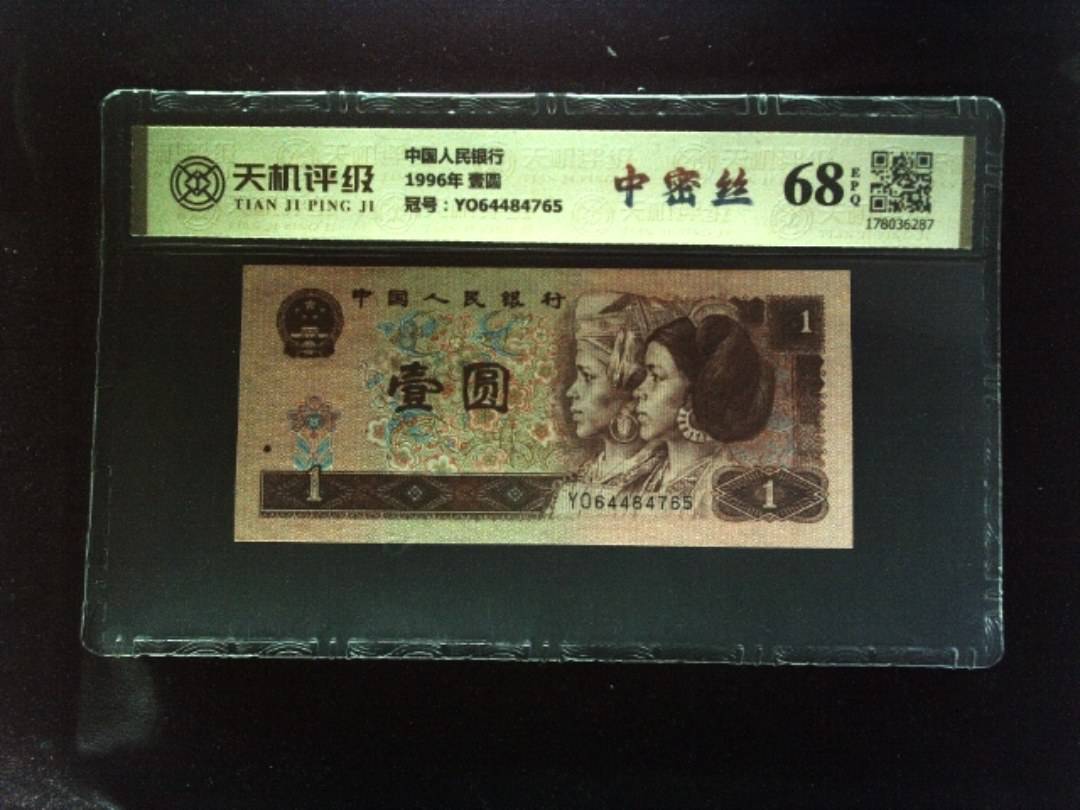 天机评级
TIAN JI PING JI
中国人民银行
1996年 壹圆
冠号：YO64484765
中密丝
68
EPQ
178036287
中国人民银行
1
壹圆
1
YO64484765
1